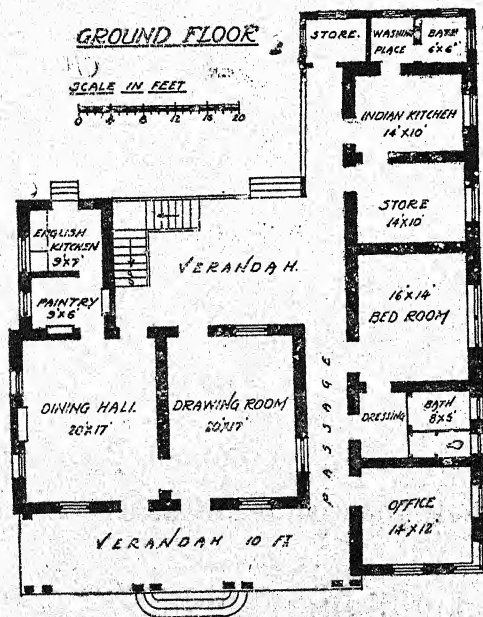 GROUND FLOOR
SCALE IN FEET
0 4 8 12 16 20
STORE.
WASHING
PLACE
BATH
6'X6'
INDIAN KITCHEN
14'X10'
STORE
14'X10'
ENGLISH
KITCHEN
9'X9'
PAINTRY
9'X6'
VERANDAH.
16'X14'
BED ROOM
DINING HALL
20'X17'
DRAWING ROOM
20'X17'
PASSAGE
DRESSING
BATH
8'X5'
OFFICE
14'X12'
VERANDAH 10 FT